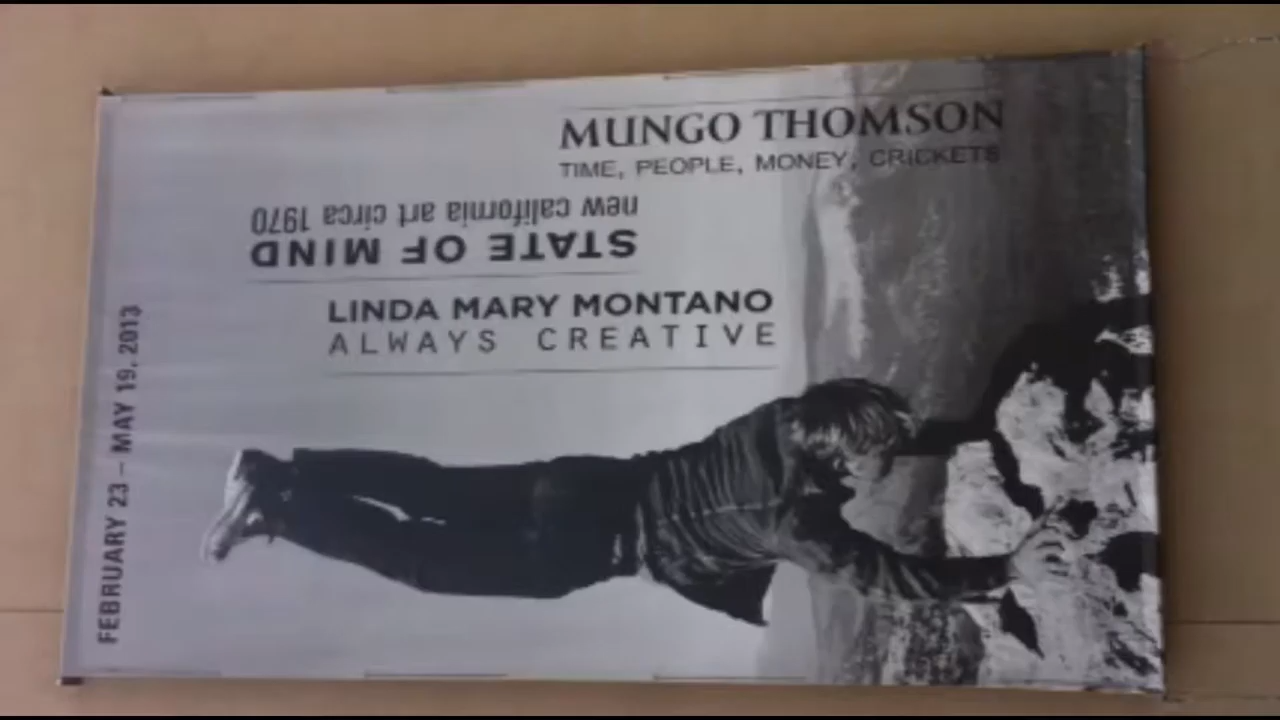 MUNGO THOMSON
TIME, PEOPLE, MONEY, CRICKETS
STATE OF MIND
new california art circa 1970
LINDA MARY MONTANO
ALWAYS CREATIVE
FEBRUARY 23 – MAY 19, 2013